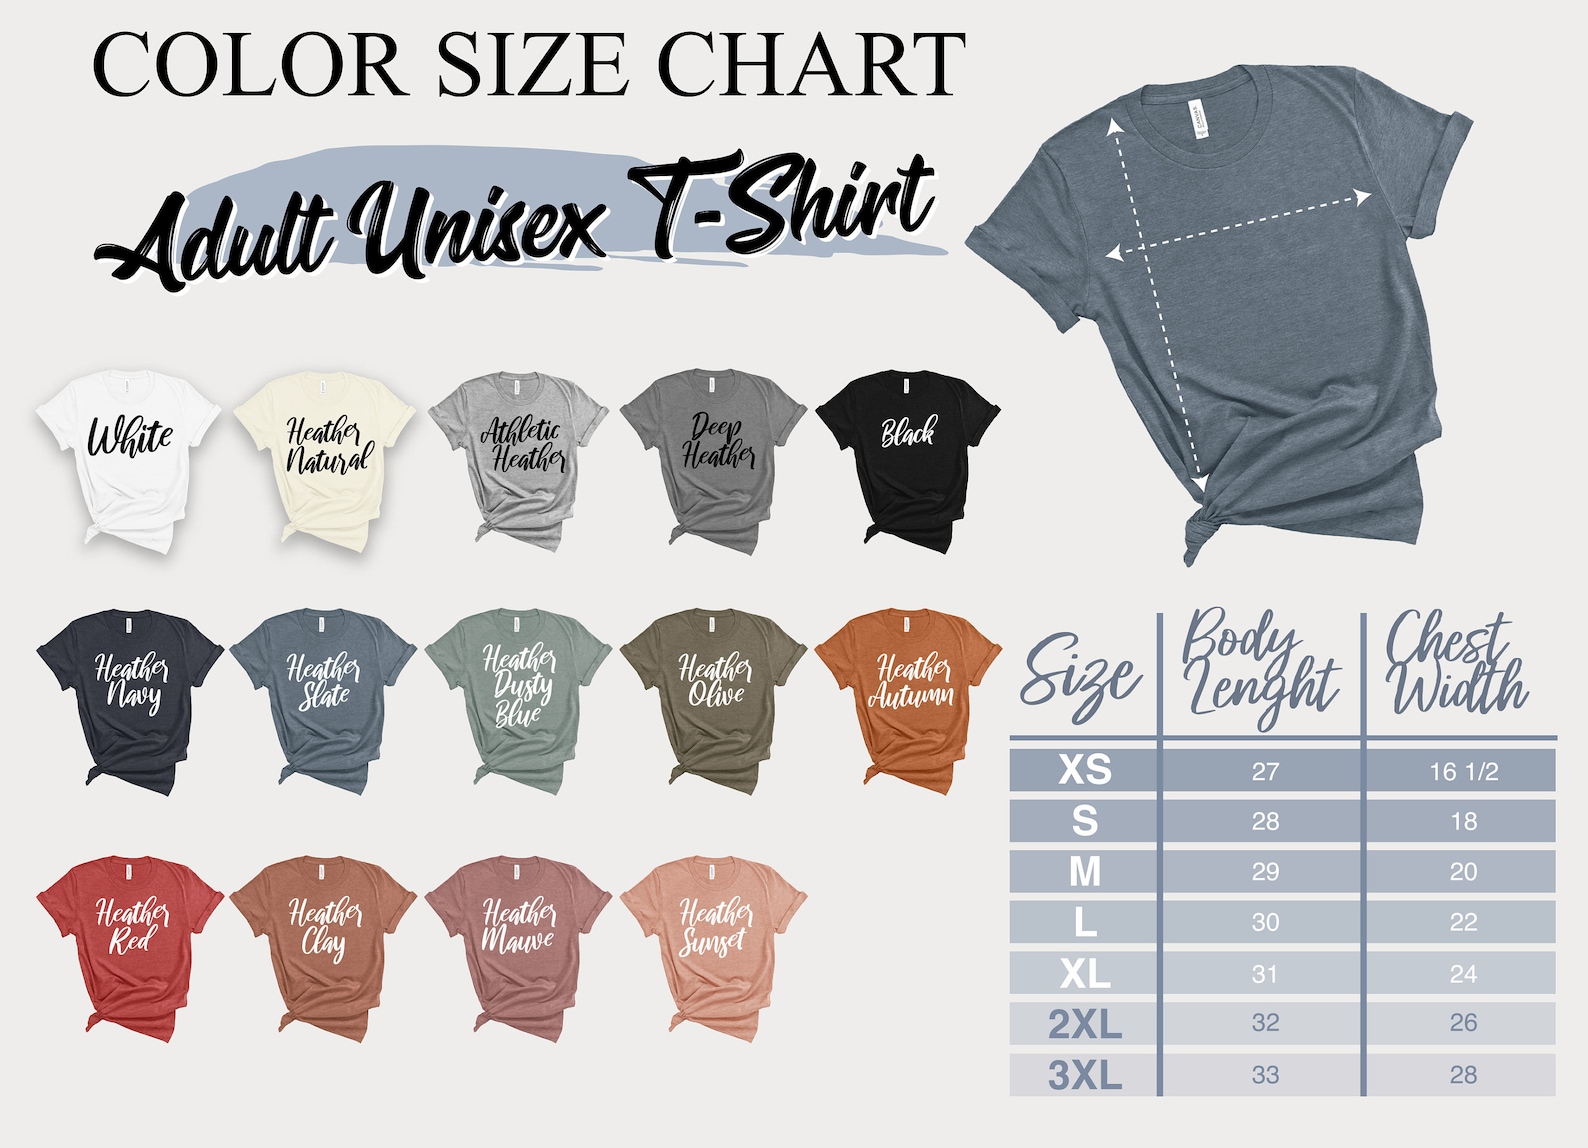 COLOR SIZE CHART
Adult Unisex T-Shirt
CANVAS
White
Heather
Natural
Athletic
Heather
Deep
Heather
Black
Heather
Navy
Heather
Slate
Heather
Dusty
Blue
Heather
Olive
Heather
Autumn
Heather
Red
Heather
Clay
Heather
Mauve
Heather
Sunset
Size Body Lenght Chest Width
XS 27 16 1/2
S 28 18
M 29 20
L 30 22
XL 31 24
2XL 32 26
3XL 33 28